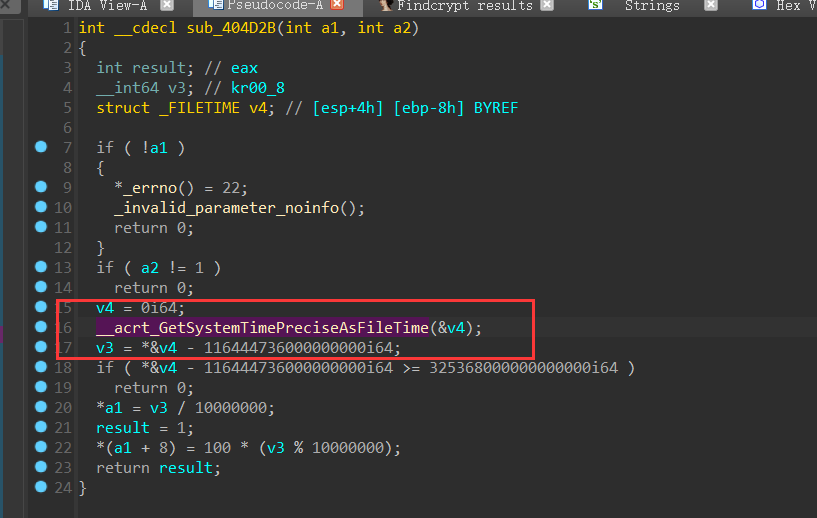 IDA View-A Pseudocode-A Findcrypt results Strings Hex V
1 int __cdecl sub_404D2B(int a1, int a2)
2 {
3 int result; // eax
4 __int64 v3; // kr00_8
5 struct _FILETIME v4; // [esp+4h] [ebp-8h] BYREF
6
7 if ( !a1 )
8 {
9 *_errno() = 22;
10 _invalid_parameter_noinfo();
11 return 0;
12 }
13 if ( a2 != 1 )
14 return 0;
15 v4 = 0i64;
16 __acrt_GetSystemTimePreciseAsFileTime(&v4);
17 v3 = *&v4 - 116444736000000000i64;
18 if ( *&v4 - 116444736000000000i64 >= 325368000000000000i64 )
19 return 0;
20 *a1 = v3 / 10000000;
21 result = 1;
22 *(a1 + 8) = 100 * (v3 % 10000000);
23 return result;
24 }